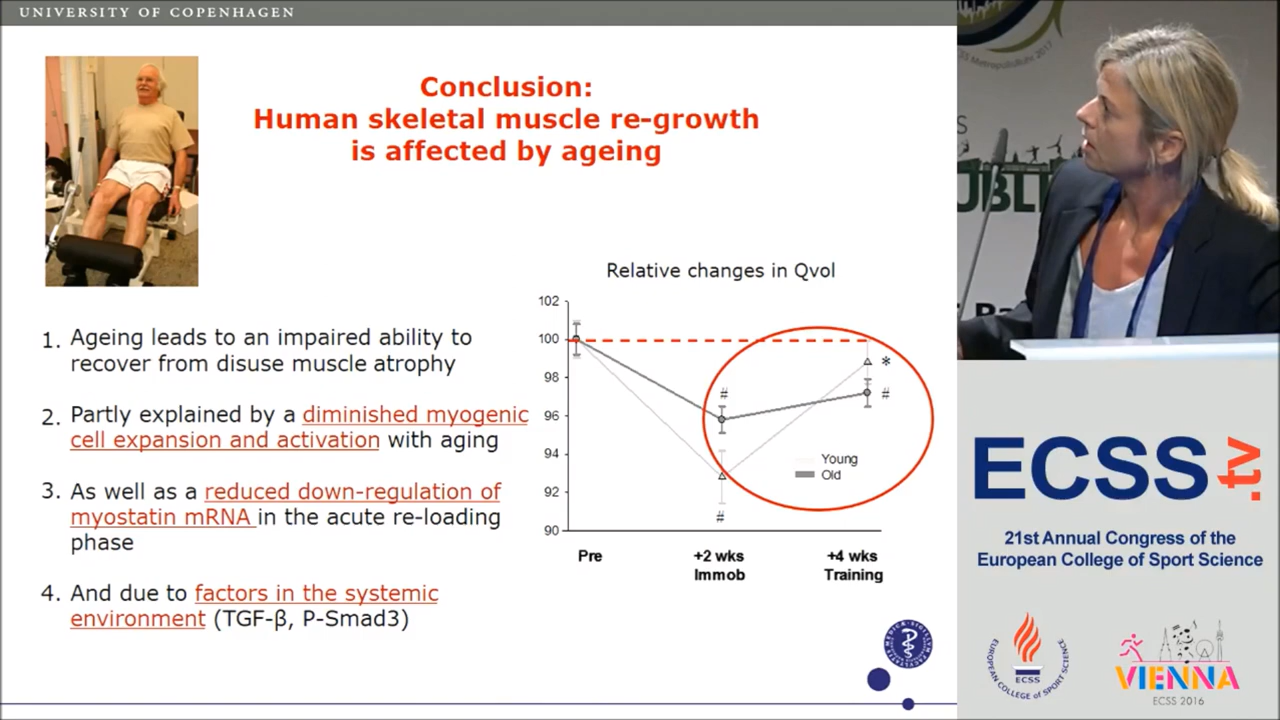 UNIVERSITY OF COPENHAGEN
Conclusion:
Human skeletal muscle re-growth
is affected by ageing
1. Ageing leads to an impaired ability to
recover from disuse muscle atrophy
2. Partly explained by a diminished myogenic
cell expansion and activation with aging
3. As well as a reduced down-regulation of
myostatin mRNA in the acute re-loading
phase
4. And due to factors in the systemic
environment (TGF-β, P-Smad3)
Relative changes in Qvol
102
100
98
96
94
92
90
#
#
*
#
Young
Old
Pre
+2 wks
Immob
+4 wks
Training
ECSS.tv
21st Annual Congress of the
European College of Sport Science
EUROPEAN COLLEGE OF SPORT SCIENCE
ECSS
VIENNA
ECSS 2016